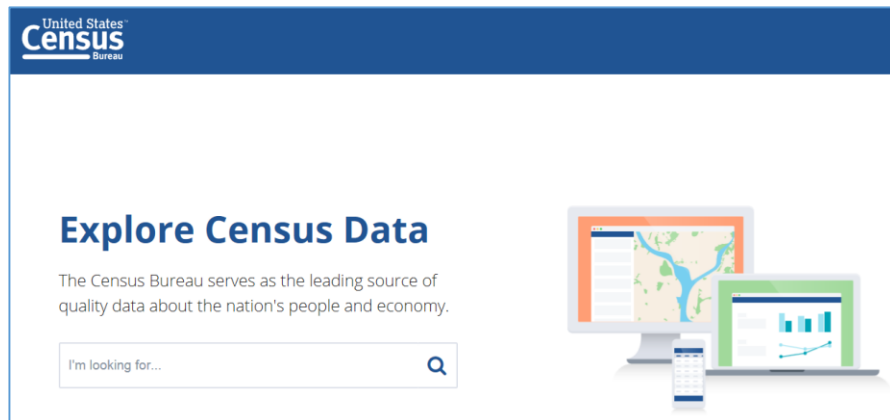 United States™
Census
Bureau
Explore Census Data
The Census Bureau serves as the leading source of
quality data about the nation's people and economy.
I'm looking for...